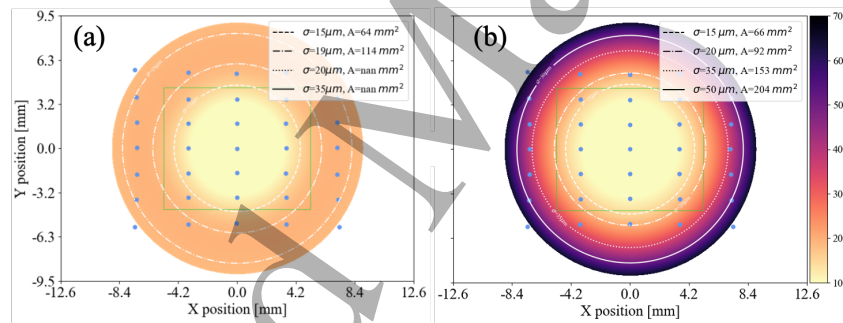 (a)
σ=15μm, A=64 mm²
σ=19μm, A=114 mm²
σ=20μm, A=nan mm²
σ=35μm, A=nan mm²
9.5
6.3
3.2
0.0
-3.2
-6.3
-9.5
Y position [mm]
-12.6 -8.4 -4.2 0.0 4.2 8.4 12.6
X position [mm]
(b)
σ=15 μm, A=66 mm²
σ=20 μm, A=92 mm²
σ=35 μm, A=153 mm²
σ=50 μm, A=204 mm²
-12.6 -8.4 -4.2 0.0 4.2 8.4 12.6
X position [mm]
70
60
50
40
30
20
10